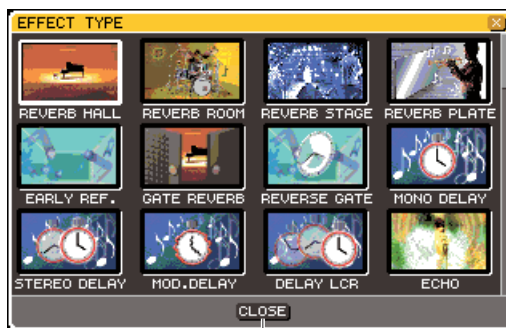 EFFECT TYPE
REVERB HALL REVERB ROOM REVERB STAGE REVERB PLATE
EARLY REF. GATE REVERB REVERSE GATE MONO DELAY
STEREO DELAY MOD.DELAY DELAY LCR ECHO
CLOSE